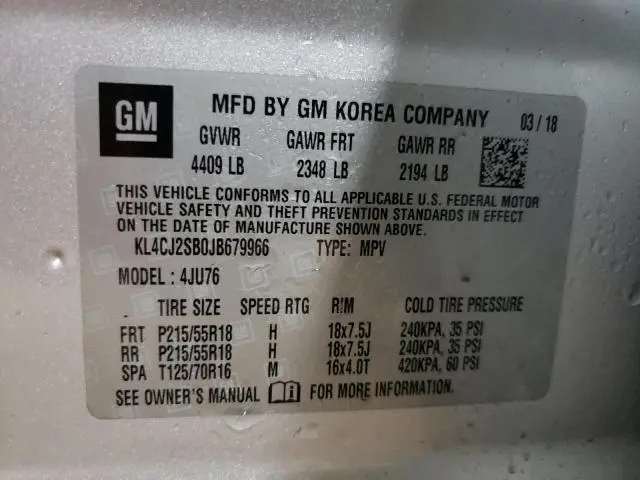 GM
MFD BY GM KOREA COMPANY 03/18
GVWR GAWR FRT GAWR RR
4409 LB 2348 LB 2194 LB
THIS VEHICLE CONFORMS TO ALL APPLICABLE U.S. FEDERAL MOTOR
VEHICLE SAFETY AND THEFT PREVENTION STANDARDS IN EFFECT
ON THE DATE OF MANUFACTURE SHOWN ABOVE.
KL4CJ2SB0JB679966 TYPE: MPV
MODEL: 4JU76
TIRE SIZE SPEED RTG RIM COLD TIRE PRESSURE
FRT P215/55R18 H 18x7.5J 240KPA, 35 PSI
RR P215/55R18 H 18x7.5J 240KPA, 35 PSI
SPA T125/70R16 M 16x4.0T 420KPA, 60 PSI
SEE OWNER'S MANUAL FOR MORE INFORMATION.